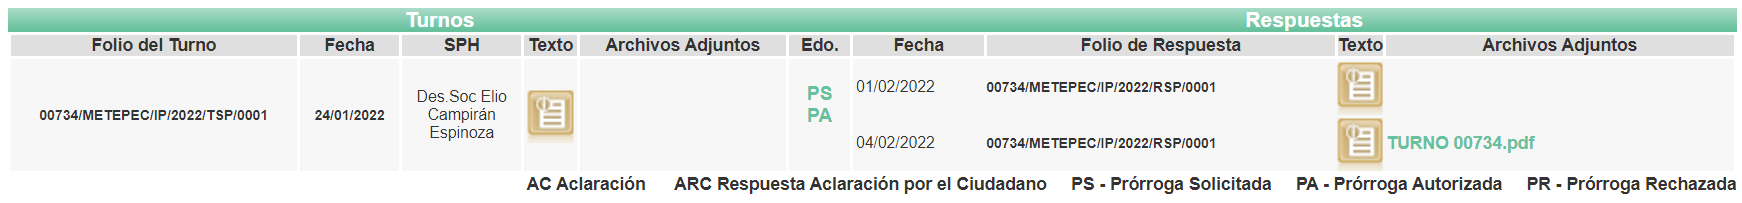 Turnos Respuestas
Folio del Turno Fecha SPH Texto Archivos Adjuntos Edo. Fecha Folio de Respuesta Texto Archivos Adjuntos
00734/METEPEC/IP/2022/TSP/0001 24/01/2022 Des.Soc Elio
Campirán
Espinoza
PS
PA
01/02/2022 00734/METEPEC/IP/2022/RSP/0001
04/02/2022 00734/METEPEC/IP/2022/RSP/0001 TURNO 00734.pdf
AC Aclaración ARC Respuesta Aclaración por el Ciudadano PS - Prórroga Solicitada PA - Prórroga Autorizada PR - Prórroga Rechazada